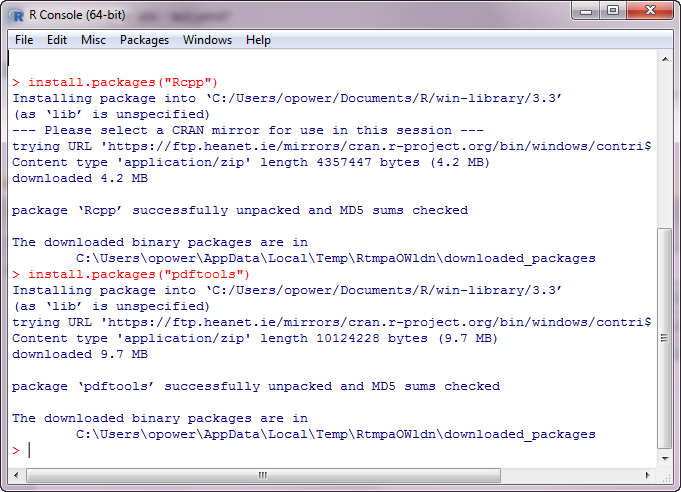 R Console (64-bit)
File Edit Misc Packages Windows Help
> install.packages("Rcpp")
Installing package into ‘C:/Users/opower/Documents/R/win-library/3.3’
(as ‘lib’ is unspecified)
--- Please select a CRAN mirror for use in this session ---
trying URL 'https://ftp.heanet.ie/mirrors/cran.r-project.org/bin/windows/contri$
Content type 'application/zip' length 4357447 bytes (4.2 MB)
downloaded 4.2 MB
package ‘Rcpp’ successfully unpacked and MD5 sums checked
The downloaded binary packages are in
C:\Users\opower\AppData\Local\Temp\RtmpaOWldn\downloaded_packages
> install.packages("pdftools")
Installing package into ‘C:/Users/opower/Documents/R/win-library/3.3’
(as ‘lib’ is unspecified)
trying URL 'https://ftp.heanet.ie/mirrors/cran.r-project.org/bin/windows/contri$
Content type 'application/zip' length 10124228 bytes (9.7 MB)
downloaded 9.7 MB
package ‘pdftools’ successfully unpacked and MD5 sums checked
The downloaded binary packages are in
C:\Users\opower\AppData\Local\Temp\RtmpaOWldn\downloaded_packages
>